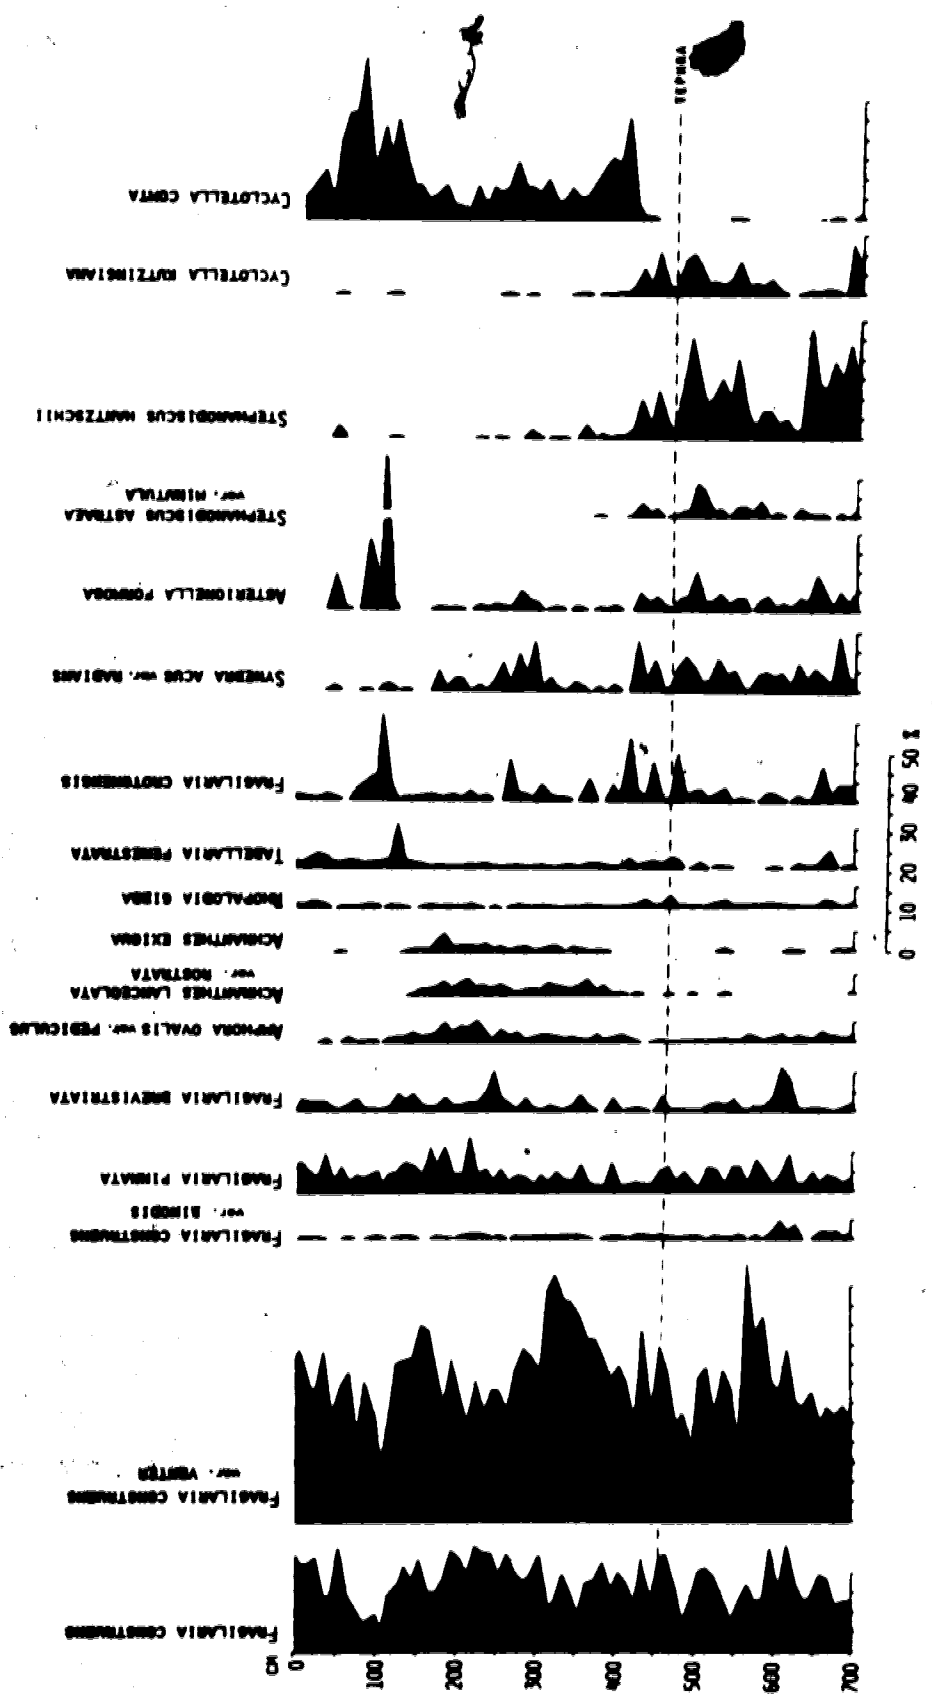 TEPHRA
CYCLOTELLA COMTA
CYCLOTELLA KUTZINGIANA
STEPHANODISCUS HANTZSCHII
STEPHANODISCUS ASTRAEA
var. MINUTULA
ASTERIONELLA FORMOSA
SYNEDRA ACUS var. RADIANS
FRAGILARIA CROTONENSIS
TABELLARIA FENESTRATA
RHOPALODIA GIBBA
ACHNANTHES EXIGUA
ACHNANTHES LANCEOLATA
var. ROSTRATA
AMPHORA OVALIS var. PEDICULUS
FRAGILARIA BREVISTRIATA
FRAGILARIA PINNATA
FRAGILARIA CONSTRUENS
var. BINODIS
FRAGILARIA CONSTRUENS
var. VENTER
FRAGILARIA CONSTRUENS
0 10 20 30 40 50 %
CM 0 100 200 300 400 500 600 700